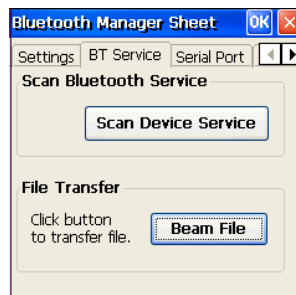 Bluetooth Manager Sheet OK
Settings BT Service Serial Port
Scan Bluetooth Service
Scan Device Service
File Transfer
Click button
to transfer file.
Beam File